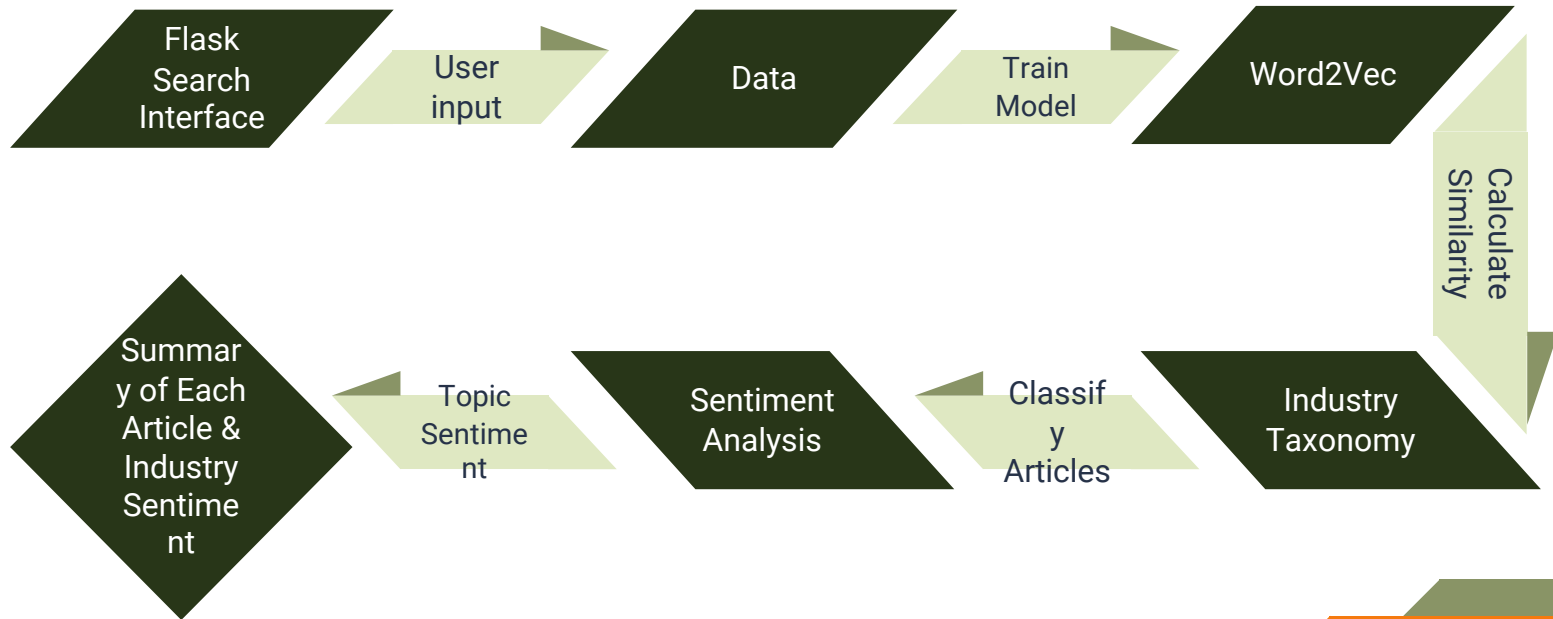 Flask
Search
Interface
User
input
Data
Train
Model
Word2Vec
Calculate
Similarity
Industry
Taxonomy
Classif
y
Articles
Sentiment
Analysis
Topic
Sentime
nt
Summar
y of Each
Article &
Industry
Sentime
nt